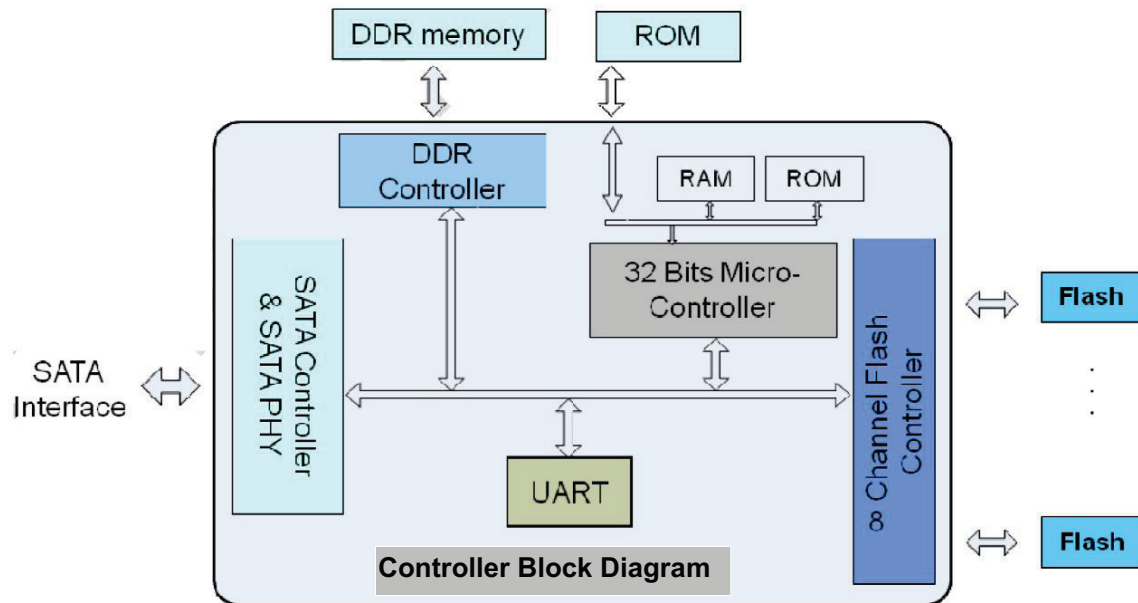 DDR memory
ROM
DDR
Controller
RAM
ROM
32 Bits Micro-
Controller
SATA Controller
& SATA PHY
8 Channel Flash
Controller
Flash
SATA
Interface
.
.
.
UART
Flash
Controller Block Diagram